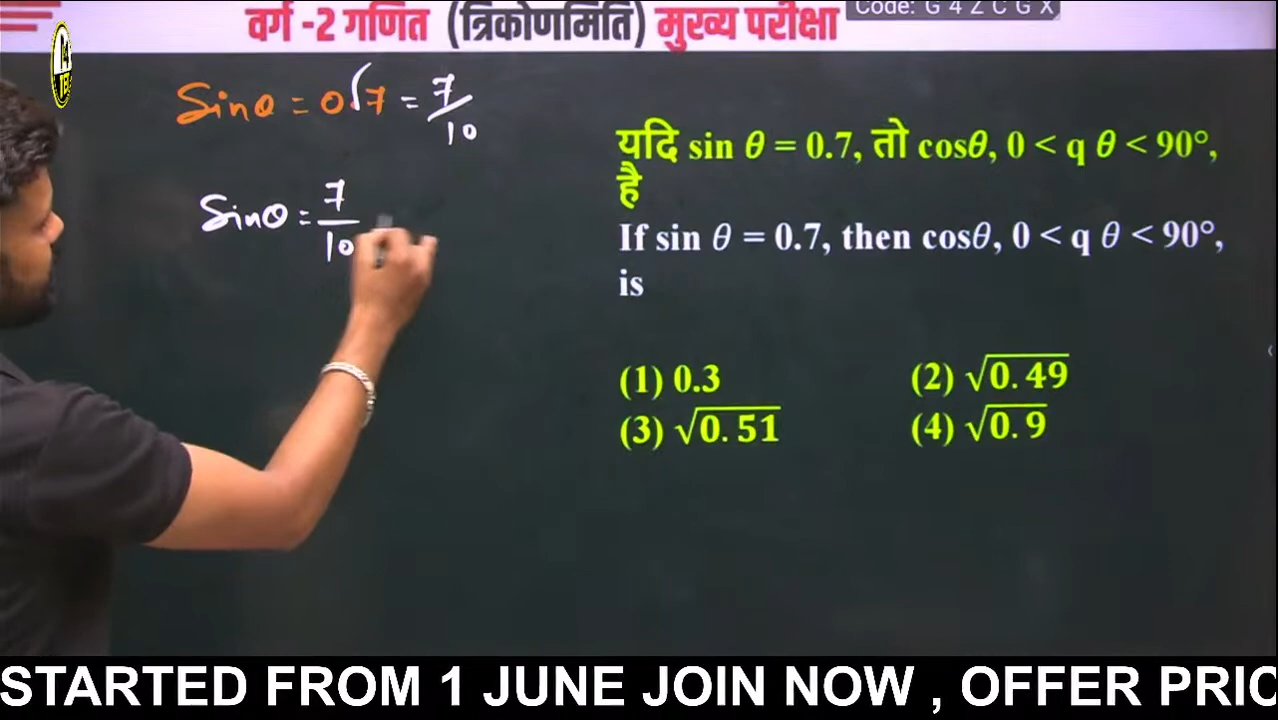 वर्ग -2 गणित (त्रिकोणमिति) मुख्य परीक्षा
Code: G 4 Z C G X
Sinθ = 0.7 = 7/10
Sinθ = 7/10
यदि sin θ = 0.7, तो cosθ, 0 < q θ < 90°,
है
If sin θ = 0.7, then cosθ, 0 < q θ < 90°,
is
(1) 0.3 (2) √0.49
(3) √0.51 (4) √0.9
STARTED FROM 1 JUNE JOIN NOW , OFFER PRIC